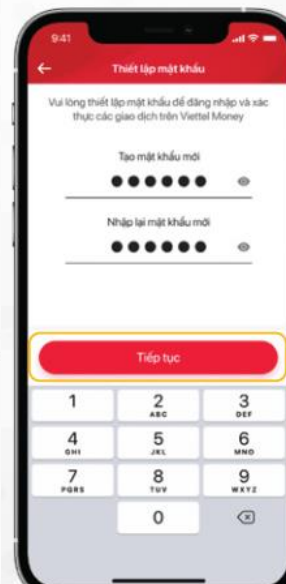 9:41
Thiết lập mật khẩu
Vui lòng thiết lập mật khẩu để đăng nhập và xác
thực các giao dịch trên Viettel Money
Tạo mật khẩu mới
Nhập lại mật khẩu mới
Tiếp tục
1 2 3
ABC DEF
4 5 6
GHI JKL MNO
7 8 9
PQRS TUV WXYZ
0